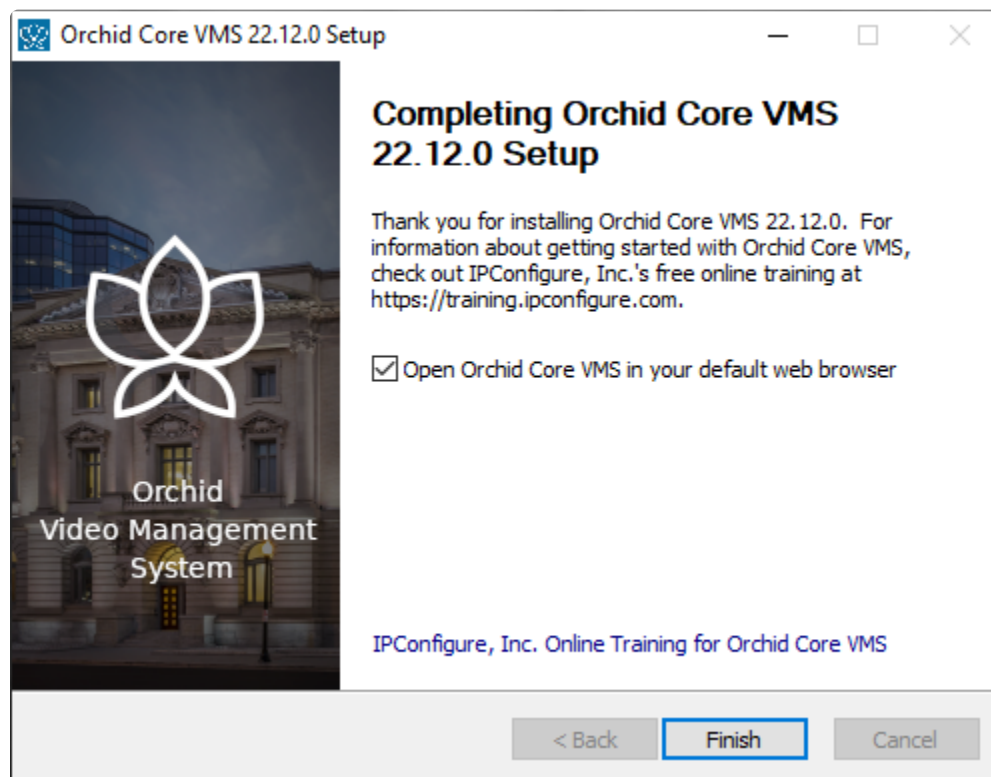 Orchid Core VMS 22.12.0 Setup
Completing Orchid Core VMS
22.12.0 Setup
Thank you for installing Orchid Core VMS 22.12.0.  For
information about getting started with Orchid Core VMS,
check out IPConfigure, Inc.'s free online training at
https://training.ipconfigure.com.
Open Orchid Core VMS in your default web browser
Orchid
Video Management
System
IPConfigure, Inc. Online Training for Orchid Core VMS
< Back
Finish
Cancel